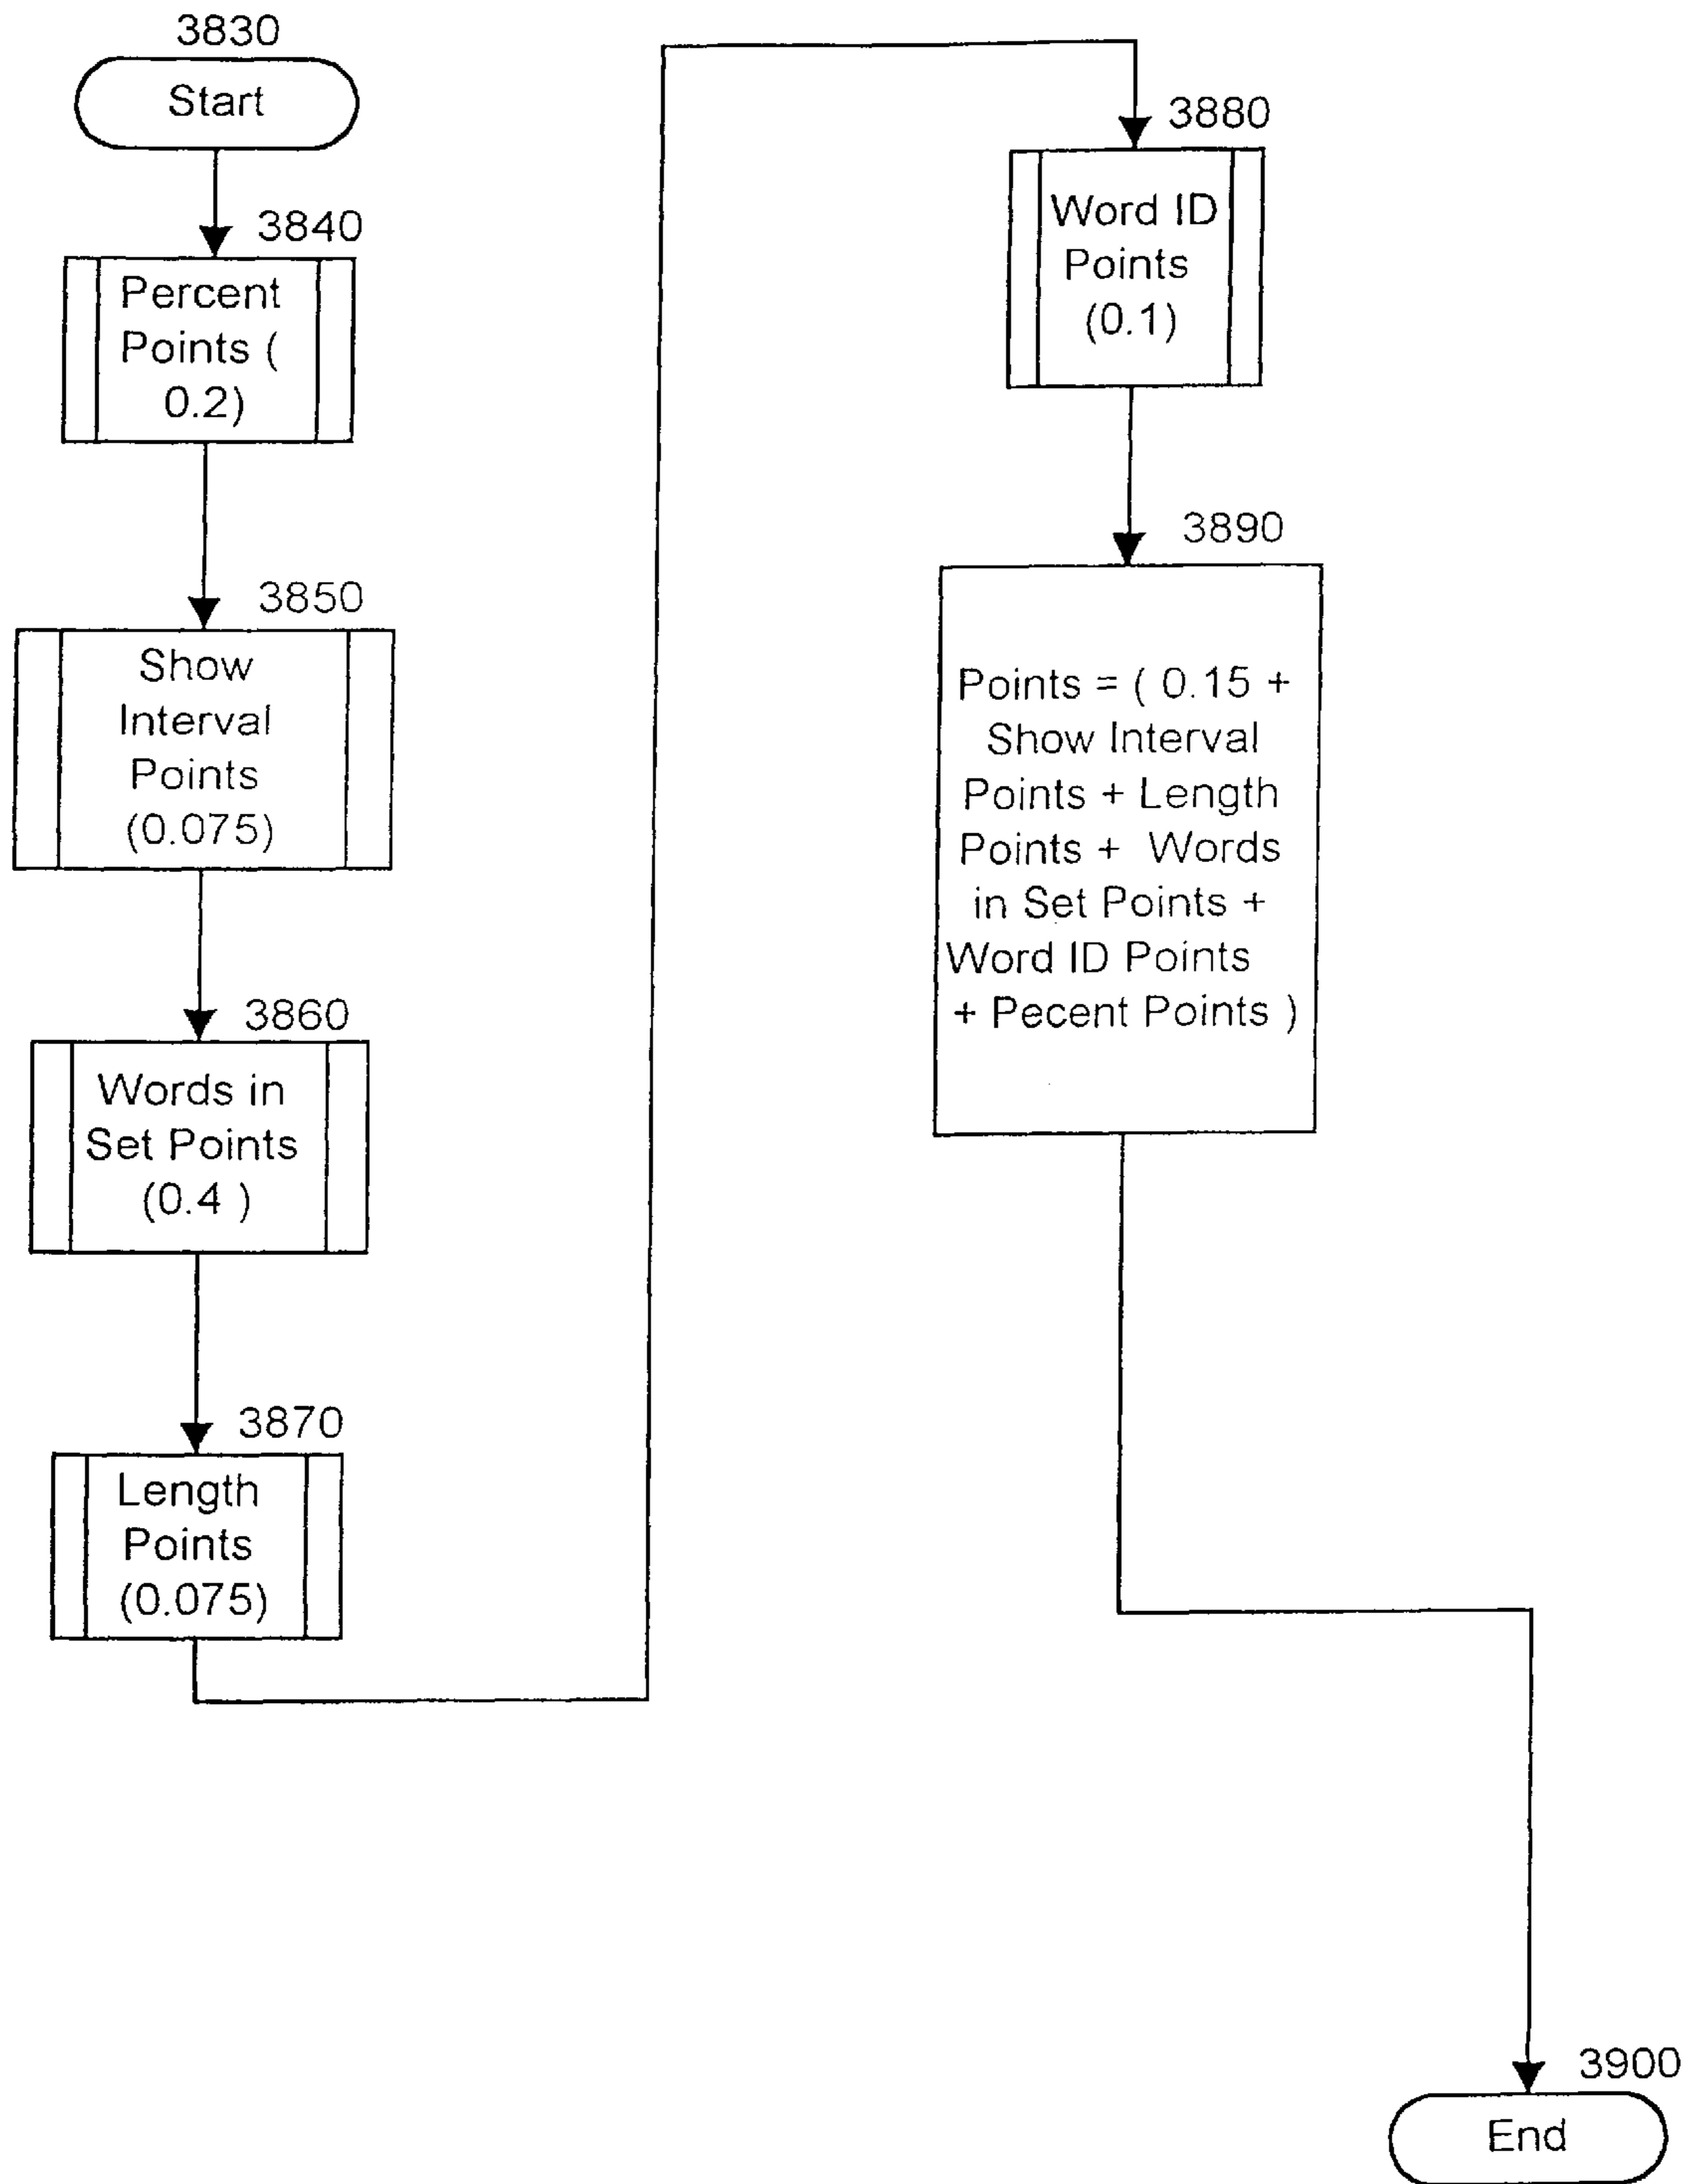 3830
Start
3840
Percent
Points (
0.2)
3850
Show
Interval
Points
(0.075)
3860
Words in
Set Points
(0.4 )
3870
Length
Points
(0.075)
3880
Word ID
Points
(0.1)
3890
Points = ( 0.15 +
Show Interval
Points + Length
Points + Words
in Set Points +
Word ID Points
+ Pecent Points )
3900
End